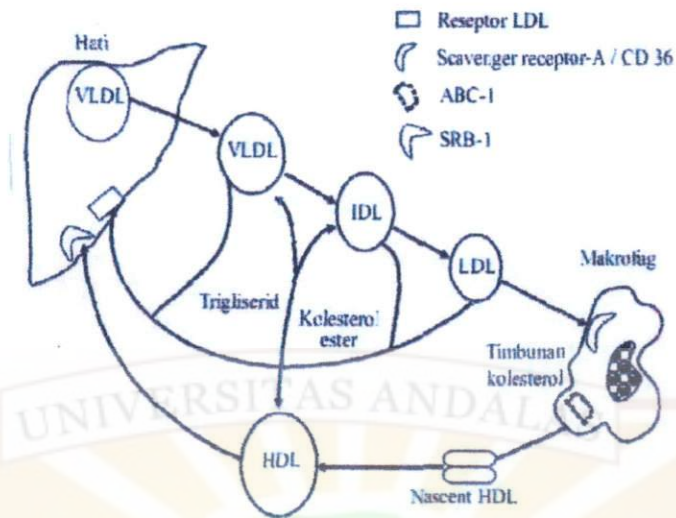 Reseptor LDL
Scavenger receptor-A / CD 36
ABC-1
SRB-1
Hati
VLDL
VLDL
IDL
LDL
Makrofag
Trigliserid
Kolesterol
ester
Timbunan
kolesterol
UNIVERSITAS ANDALAS
HDL
Nascent HDL